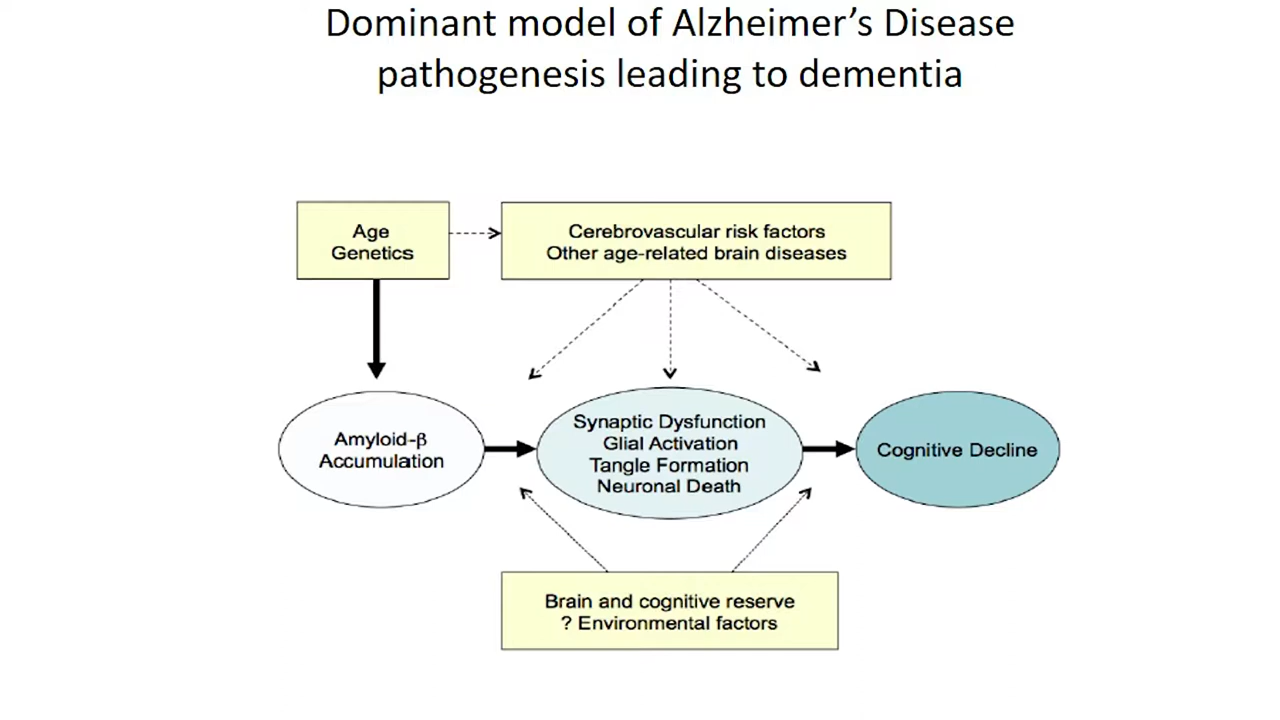 Dominant model of Alzheimer’s Disease
pathogenesis leading to dementia
Age
Genetics
Cerebrovascular risk factors
Other age-related brain diseases
Amyloid-β
Accumulation
Synaptic Dysfunction
Glial Activation
Tangle Formation
Neuronal Death
Cognitive Decline
Brain and cognitive reserve
? Environmental factors